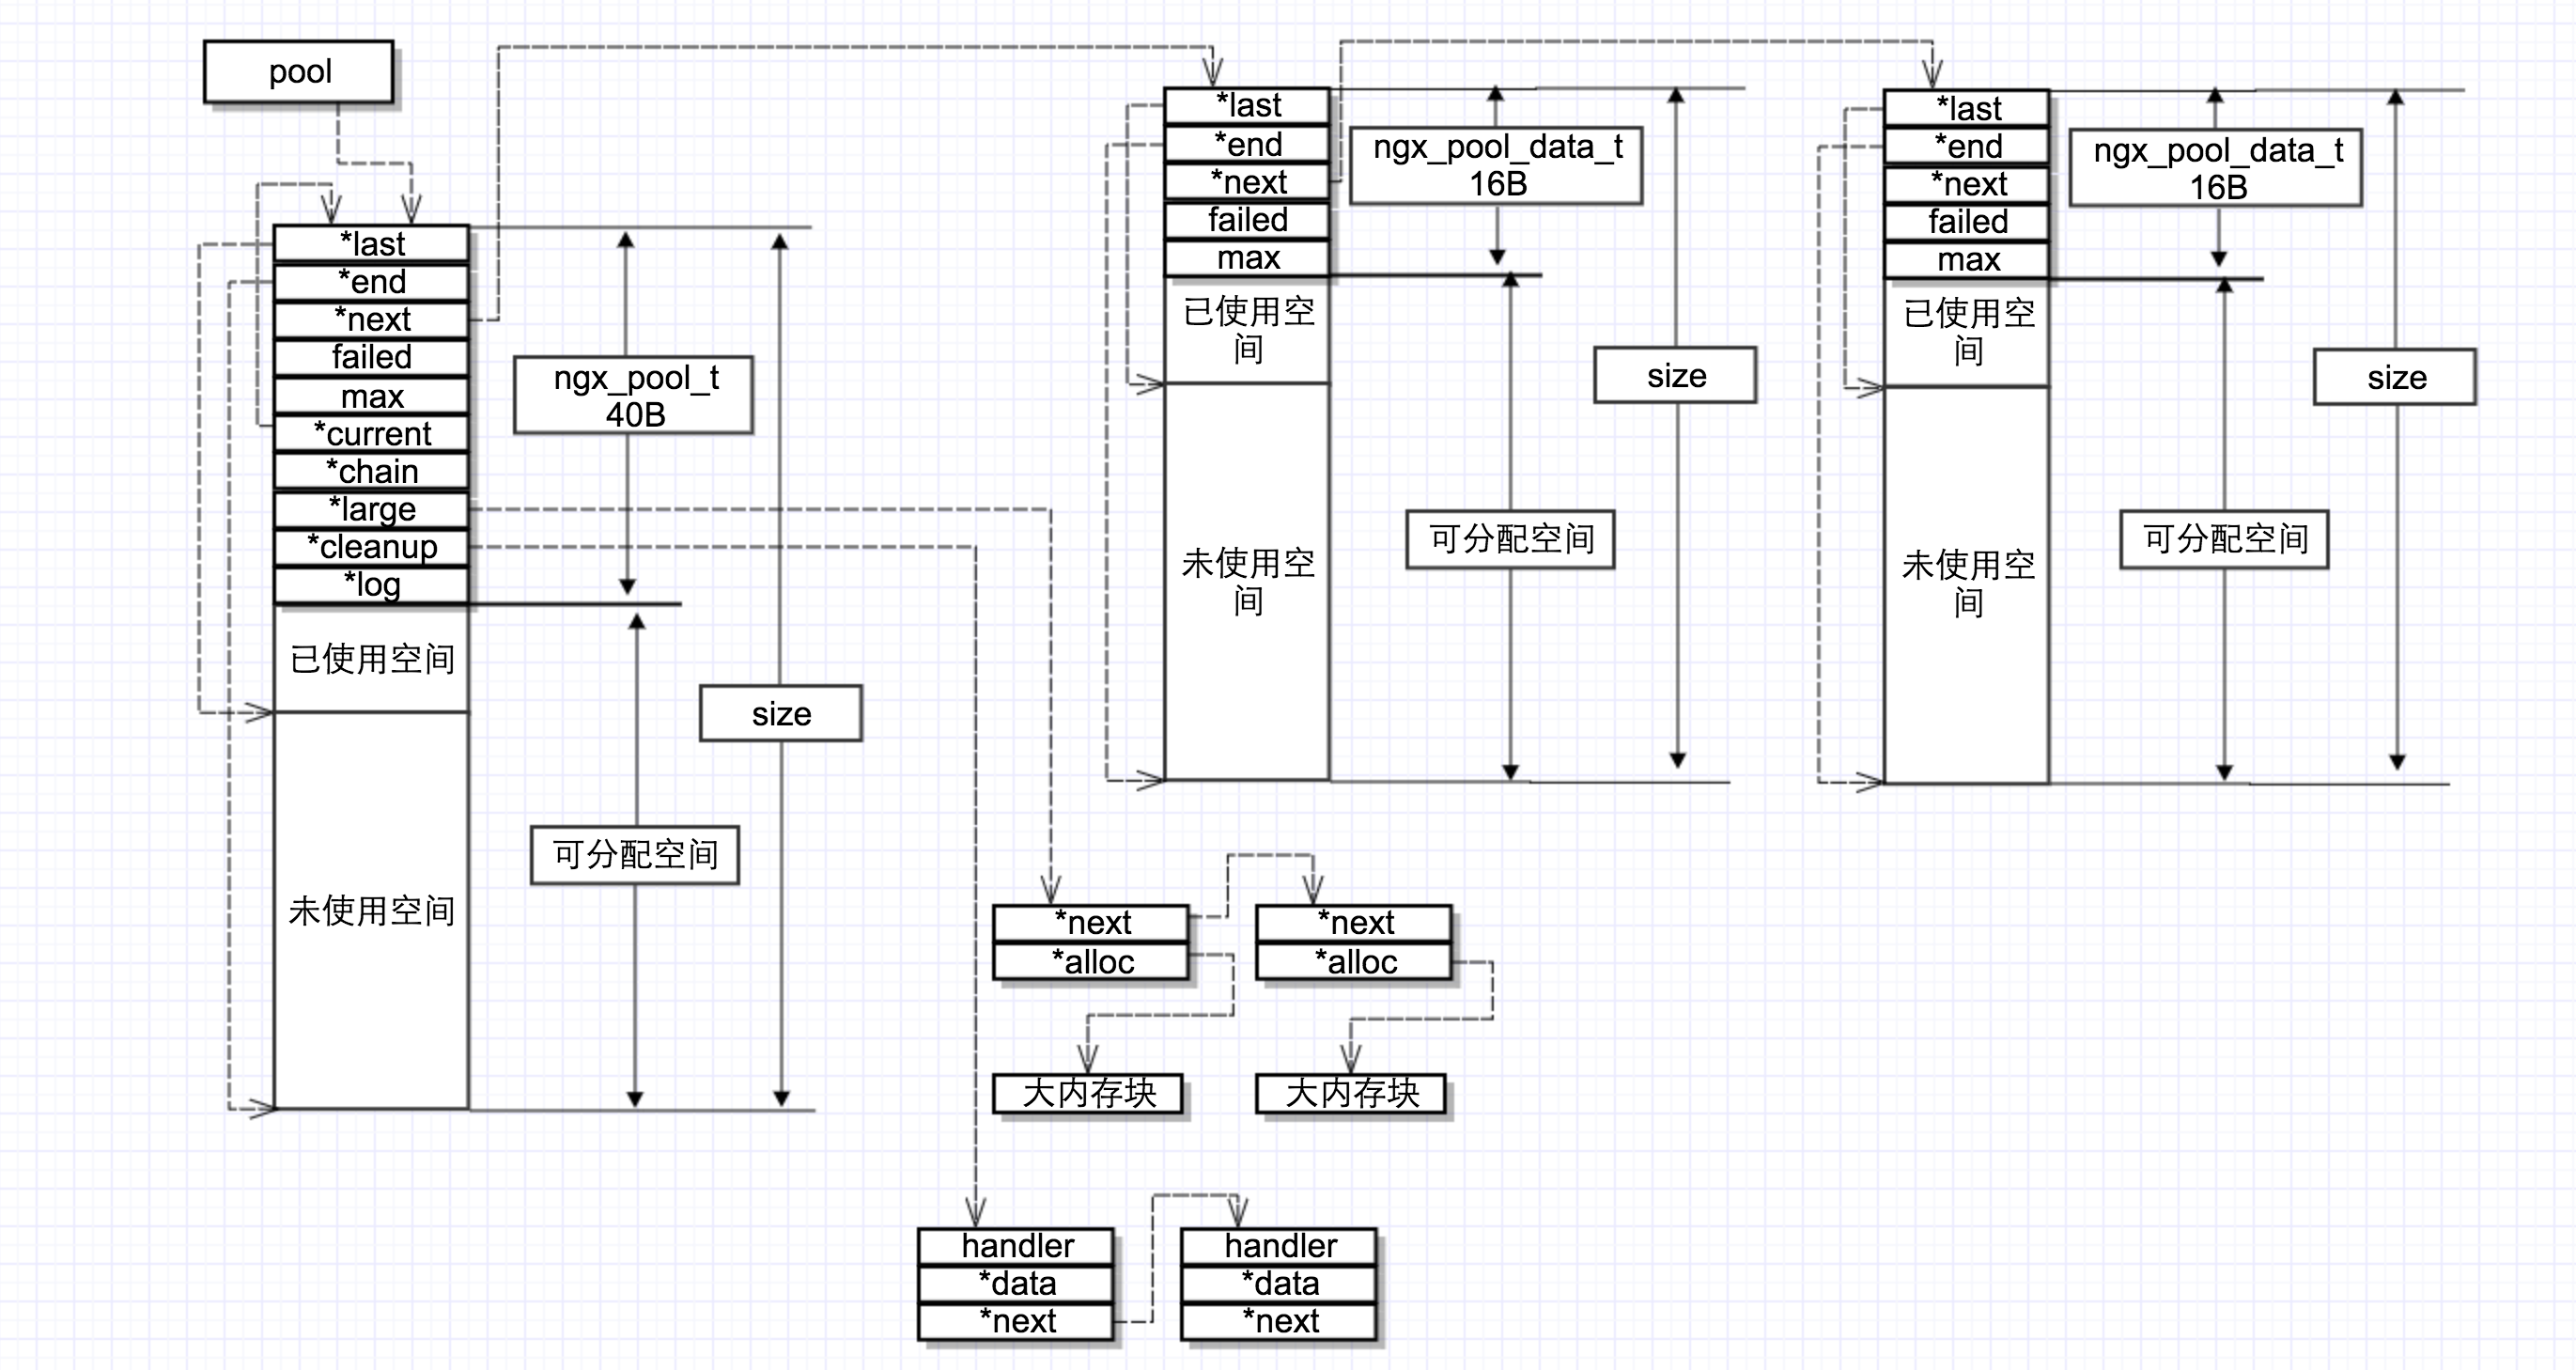 pool
*last
*end
*next
failed
max
*current
*chain
*large
*cleanup
*log
已使用空间
未使用空间
ngx_pool_t
40B
size
可分配空间
*last
*end
*next
failed
max
已使用空
间
未使用空
间
ngx_pool_data_t
16B
size
可分配空间
*last
*end
*next
failed
max
已使用空
间
未使用空
间
ngx_pool_data_t
16B
size
可分配空间
*next
*alloc
大内存块
*next
*alloc
大内存块
handler
*data
*next
handler
*data
*next